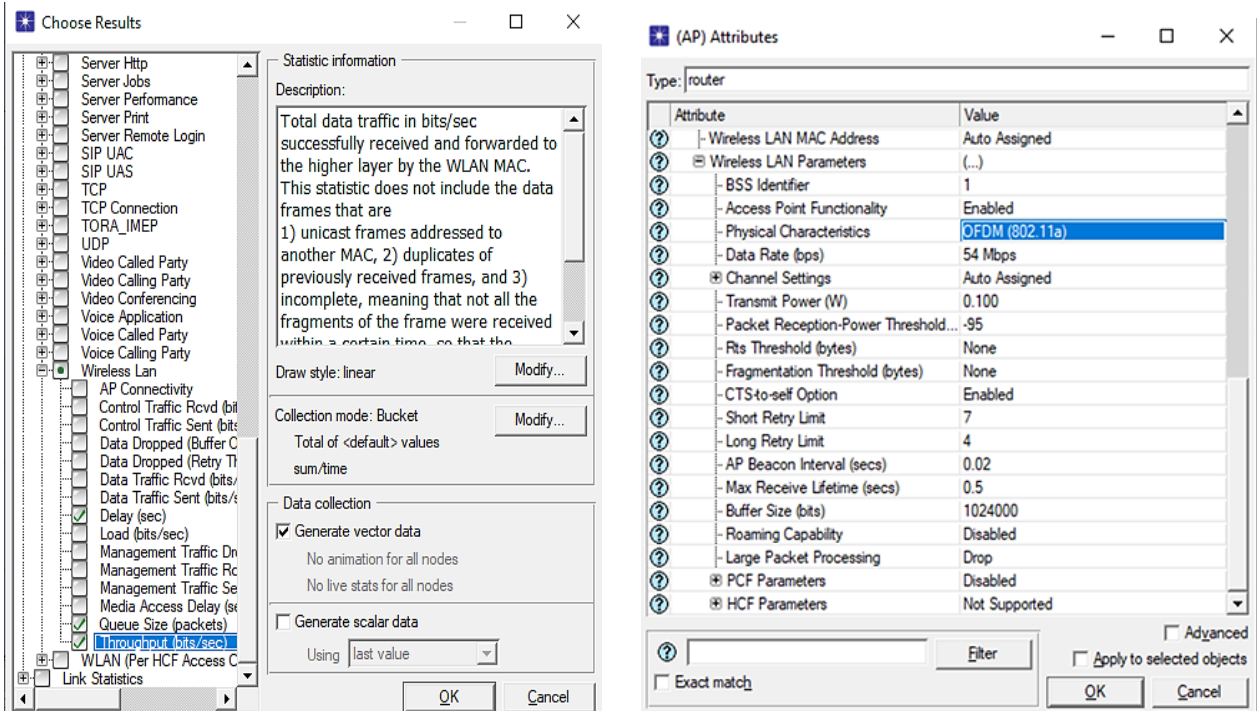 Choose Results
Server Http
Server Jobs
Server Performance
Server Print
Server Remote Login
SIP UAC
SIP UAS
TCP
TCP Connection
TORA_IMEP
UDP
Video Called Party
Video Calling Party
Video Conferencing
Voice Application
Voice Called Party
Voice Calling Party
Wireless Lan
AP Connectivity
Control Traffic Rcvd (bit
Control Traffic Sent (bits
Data Dropped (Buffer O
Data Dropped (Retry Th
Data Traffic Rcvd (bits/
Data Traffic Sent (bits/s
Delay (sec)
Load (bits/sec)
Management Traffic Dr
Management Traffic Rc
Management Traffic Se
Media Access Delay (se
Queue Size (packets)
Throughput (bits/sec)
WLAN (Per HCF Access C
Link Statistics
Statistic information
Description:
Total data traffic in bits/sec
successfully received and forwarded to
the higher layer by the WLAN MAC.
This statistic does not include the data
frames that are
1) unicast frames addressed to
another MAC, 2) duplicates of
previously received frames, and 3)
incomplete, meaning that not all the
fragments of the frame were received
within a certain time, so that the
Draw style: linear
Modify...
Collection mode: Bucket
Modify...
Total of <default> values
sum/time
Data collection
Generate vector data
No animation for all nodes
No live stats for all nodes
Generate scalar data
Using last value
OK Cancel
(AP) Attributes
Type: router
Attribute Value
Wireless LAN MAC Address Auto Assigned
Wireless LAN Parameters (...)
BSS Identifier 1
Access Point Functionality Enabled
Physical Characteristics OFDM (802.11a)
Data Rate (bps) 54 Mbps
Channel Settings Auto Assigned
Transmit Power (W) 0.100
Packet Reception-Power Threshold... -95
Rts Threshold (bytes) None
Fragmentation Threshold (bytes) None
CTS-to-self Option Enabled
Short Retry Limit 7
Long Retry Limit 4
AP Beacon Interval (secs) 0.02
Max Receive Lifetime (secs) 0.5
Buffer Size (bits) 1024000
Roaming Capability Disabled
Large Packet Processing Drop
PCF Parameters Disabled
HCF Parameters Not Supported
Advanced
Filter
Apply to selected objects
Exact match
OK Cancel